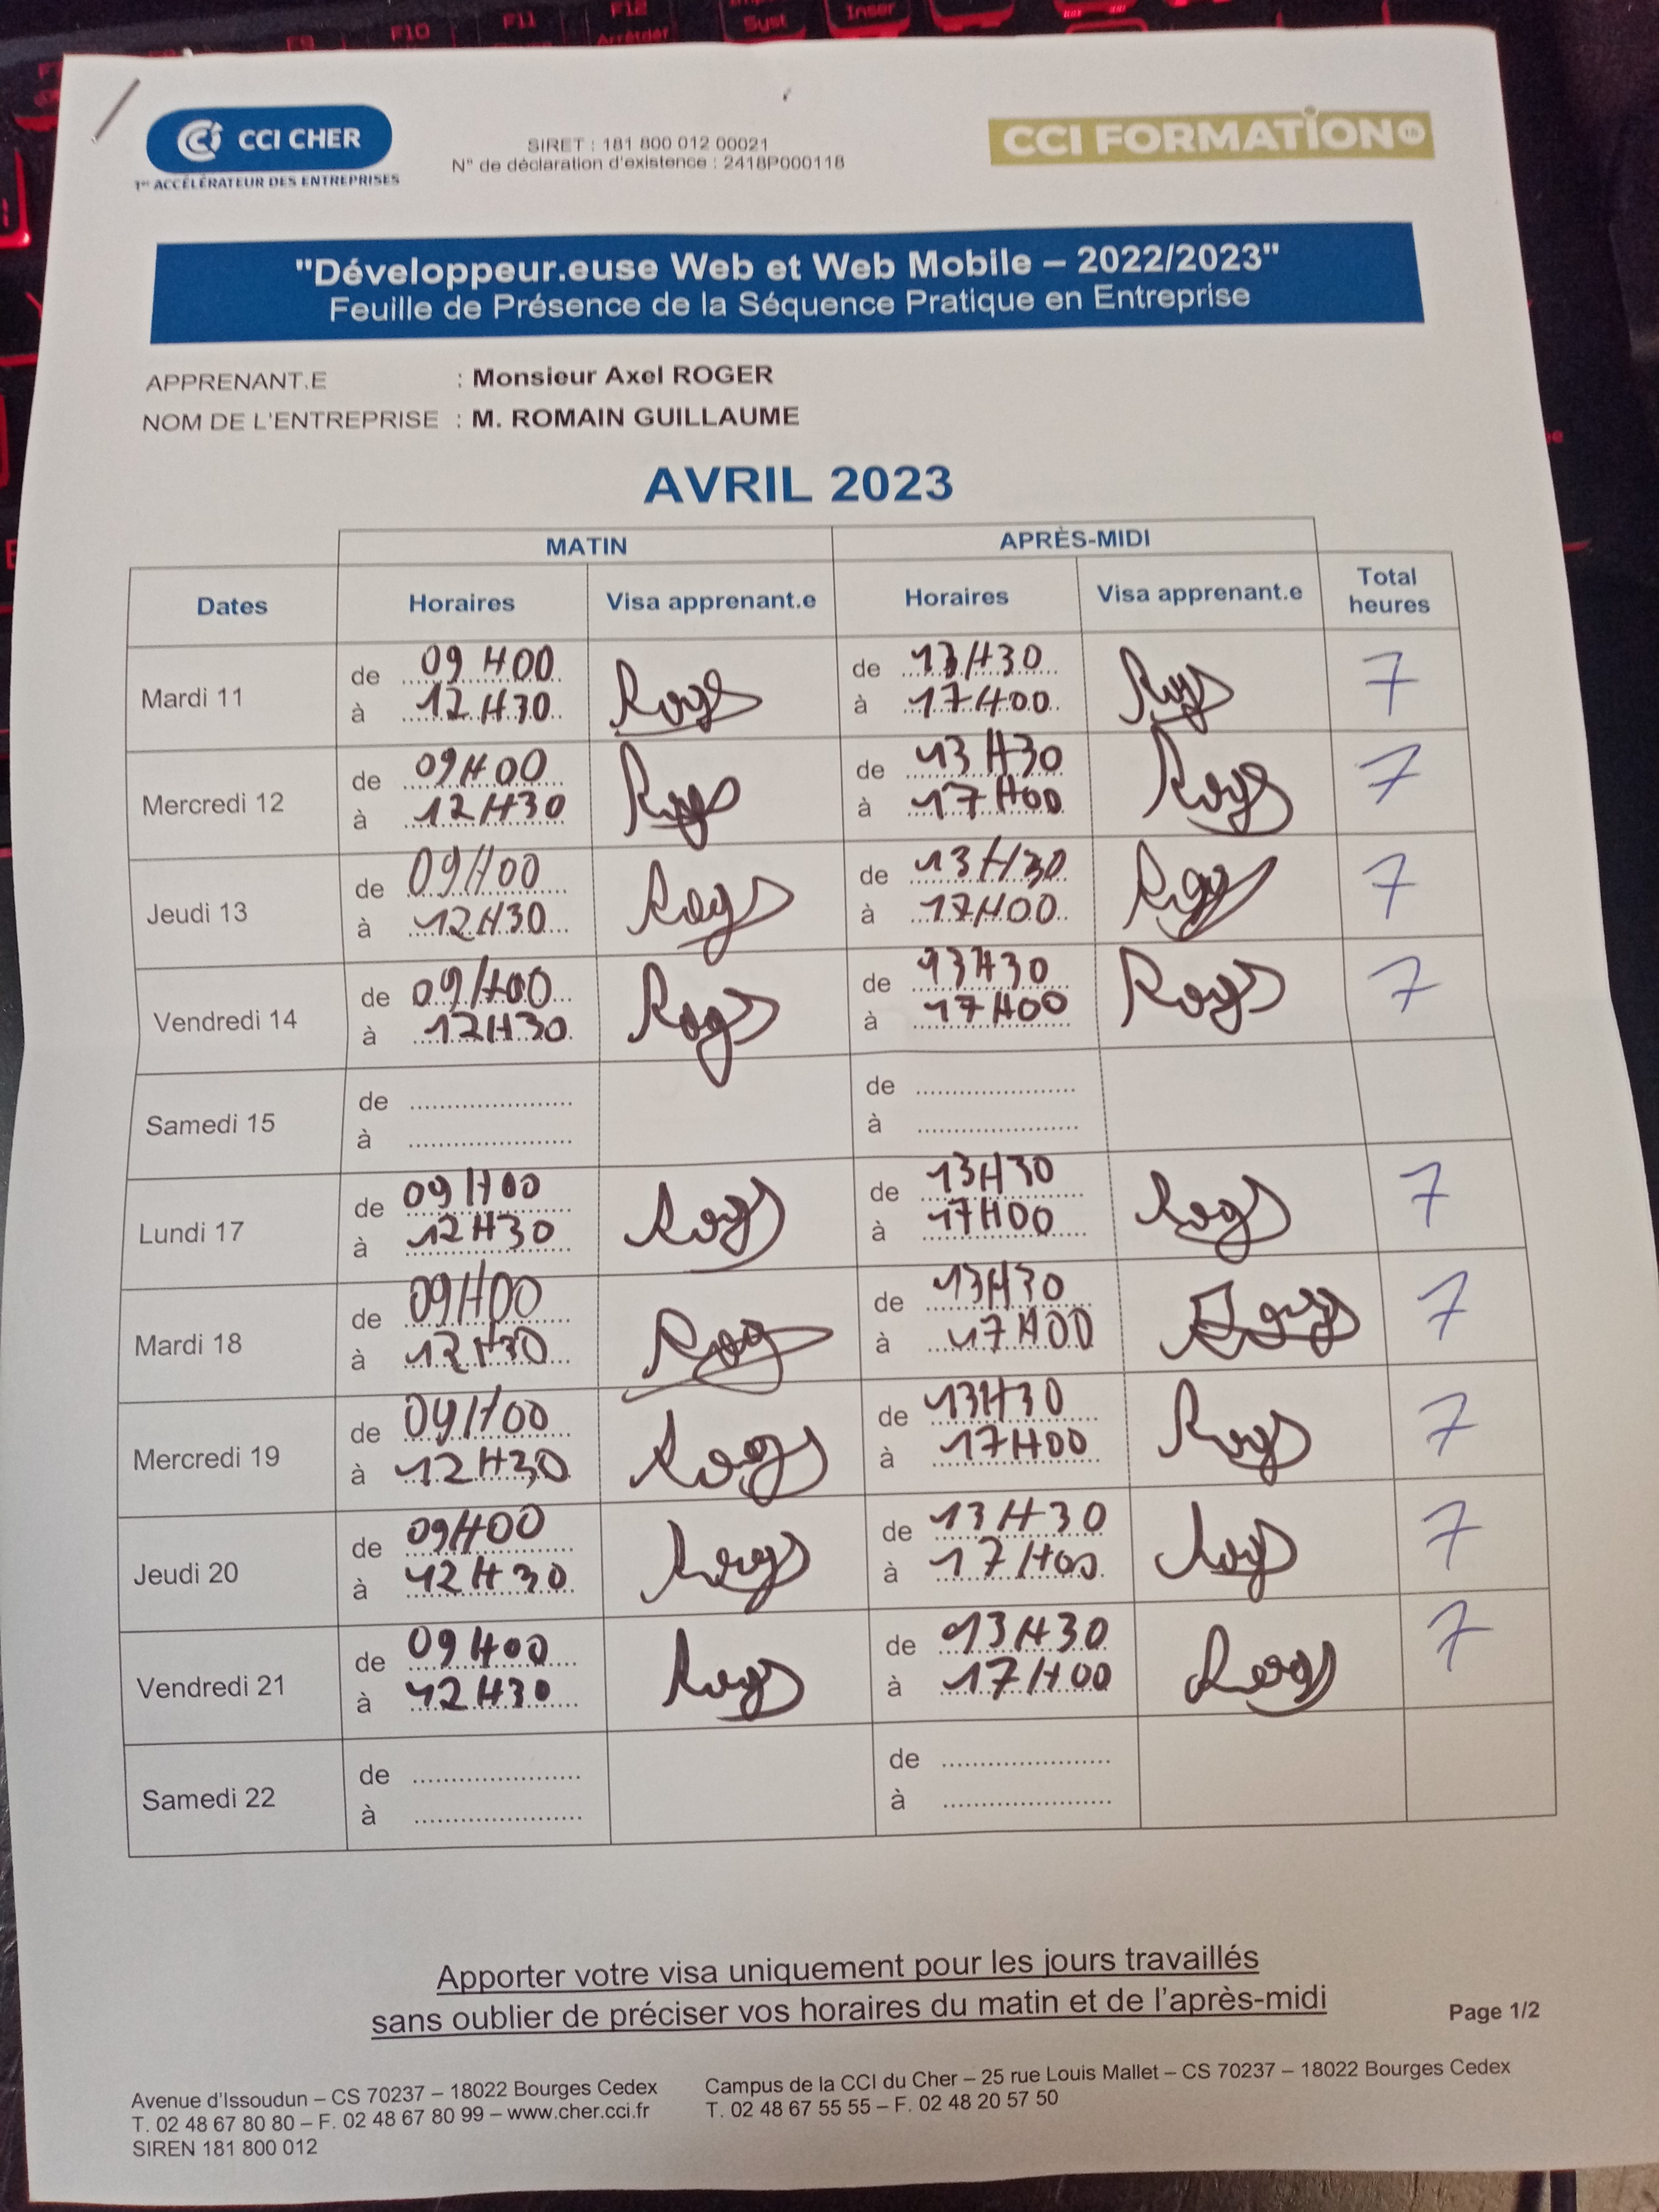 F9 F10 F11 F12 Syst Inser
Arrêtdéf
CCI CHER
1er ACCÉLÉRATEUR DES ENTREPRISES
SIRET : 181 800 012 00021
N° de déclaration d'existence : 2418P000118
CCI FORMATION 18
"Développeur.euse Web et Web Mobile – 2022/2023"
Feuille de Présence de la Séquence Pratique en Entreprise
APPRENANT.E : Monsieur Axel ROGER
NOM DE L'ENTREPRISE : M. ROMAIN GUILLAUME
AVRIL 2023
MATIN APRÈS-MIDI
Dates Horaires Visa apprenant.e Horaires Visa apprenant.e Total heures
Mardi 11 de 09H00 à 12H30 Roger de 13H30 à 17H00 Roger 7
Mercredi 12 de 09H00 à 12H30 Roger de 13H30 à 17H00 Roger 7
Jeudi 13 de 09H00 à 12H30 Roger de 13H30 à 17H00 Roger 7
Vendredi 14 de 09H00 à 12H30 Roger de 13H30 à 17H00 Roger 7
Samedi 15 de à de à
Lundi 17 de 09H00 à 12H30 Roger de 13H30 à 17H00 Roger 7
Mardi 18 de 09H00 à 12H30 Roger de 13H30 à 17H00 Roger 7
Mercredi 19 de 09H00 à 12H30 Roger de 13H30 à 17H00 Roger 7
Jeudi 20 de 09H00 à 12H30 Roger de 13H30 à 17H00 Roger 7
Vendredi 21 de 09H00 à 12H30 Roger de 13H30 à 17H00 Roger 7
Samedi 22 de à de à
Apporter votre visa uniquement pour les jours travaillés
sans oublier de préciser vos horaires du matin et de l'après-midi
Page 1/2
Avenue d'Issoudun – CS 70237 – 18022 Bourges Cedex
T. 02 48 67 80 80 – F. 02 48 67 80 99 – www.cher.cci.fr
SIREN 181 800 012
Campus de la CCI du Cher – 25 rue Louis Mallet – CS 70237 – 18022 Bourges Cedex
T. 02 48 67 55 55 – F. 02 48 20 57 50